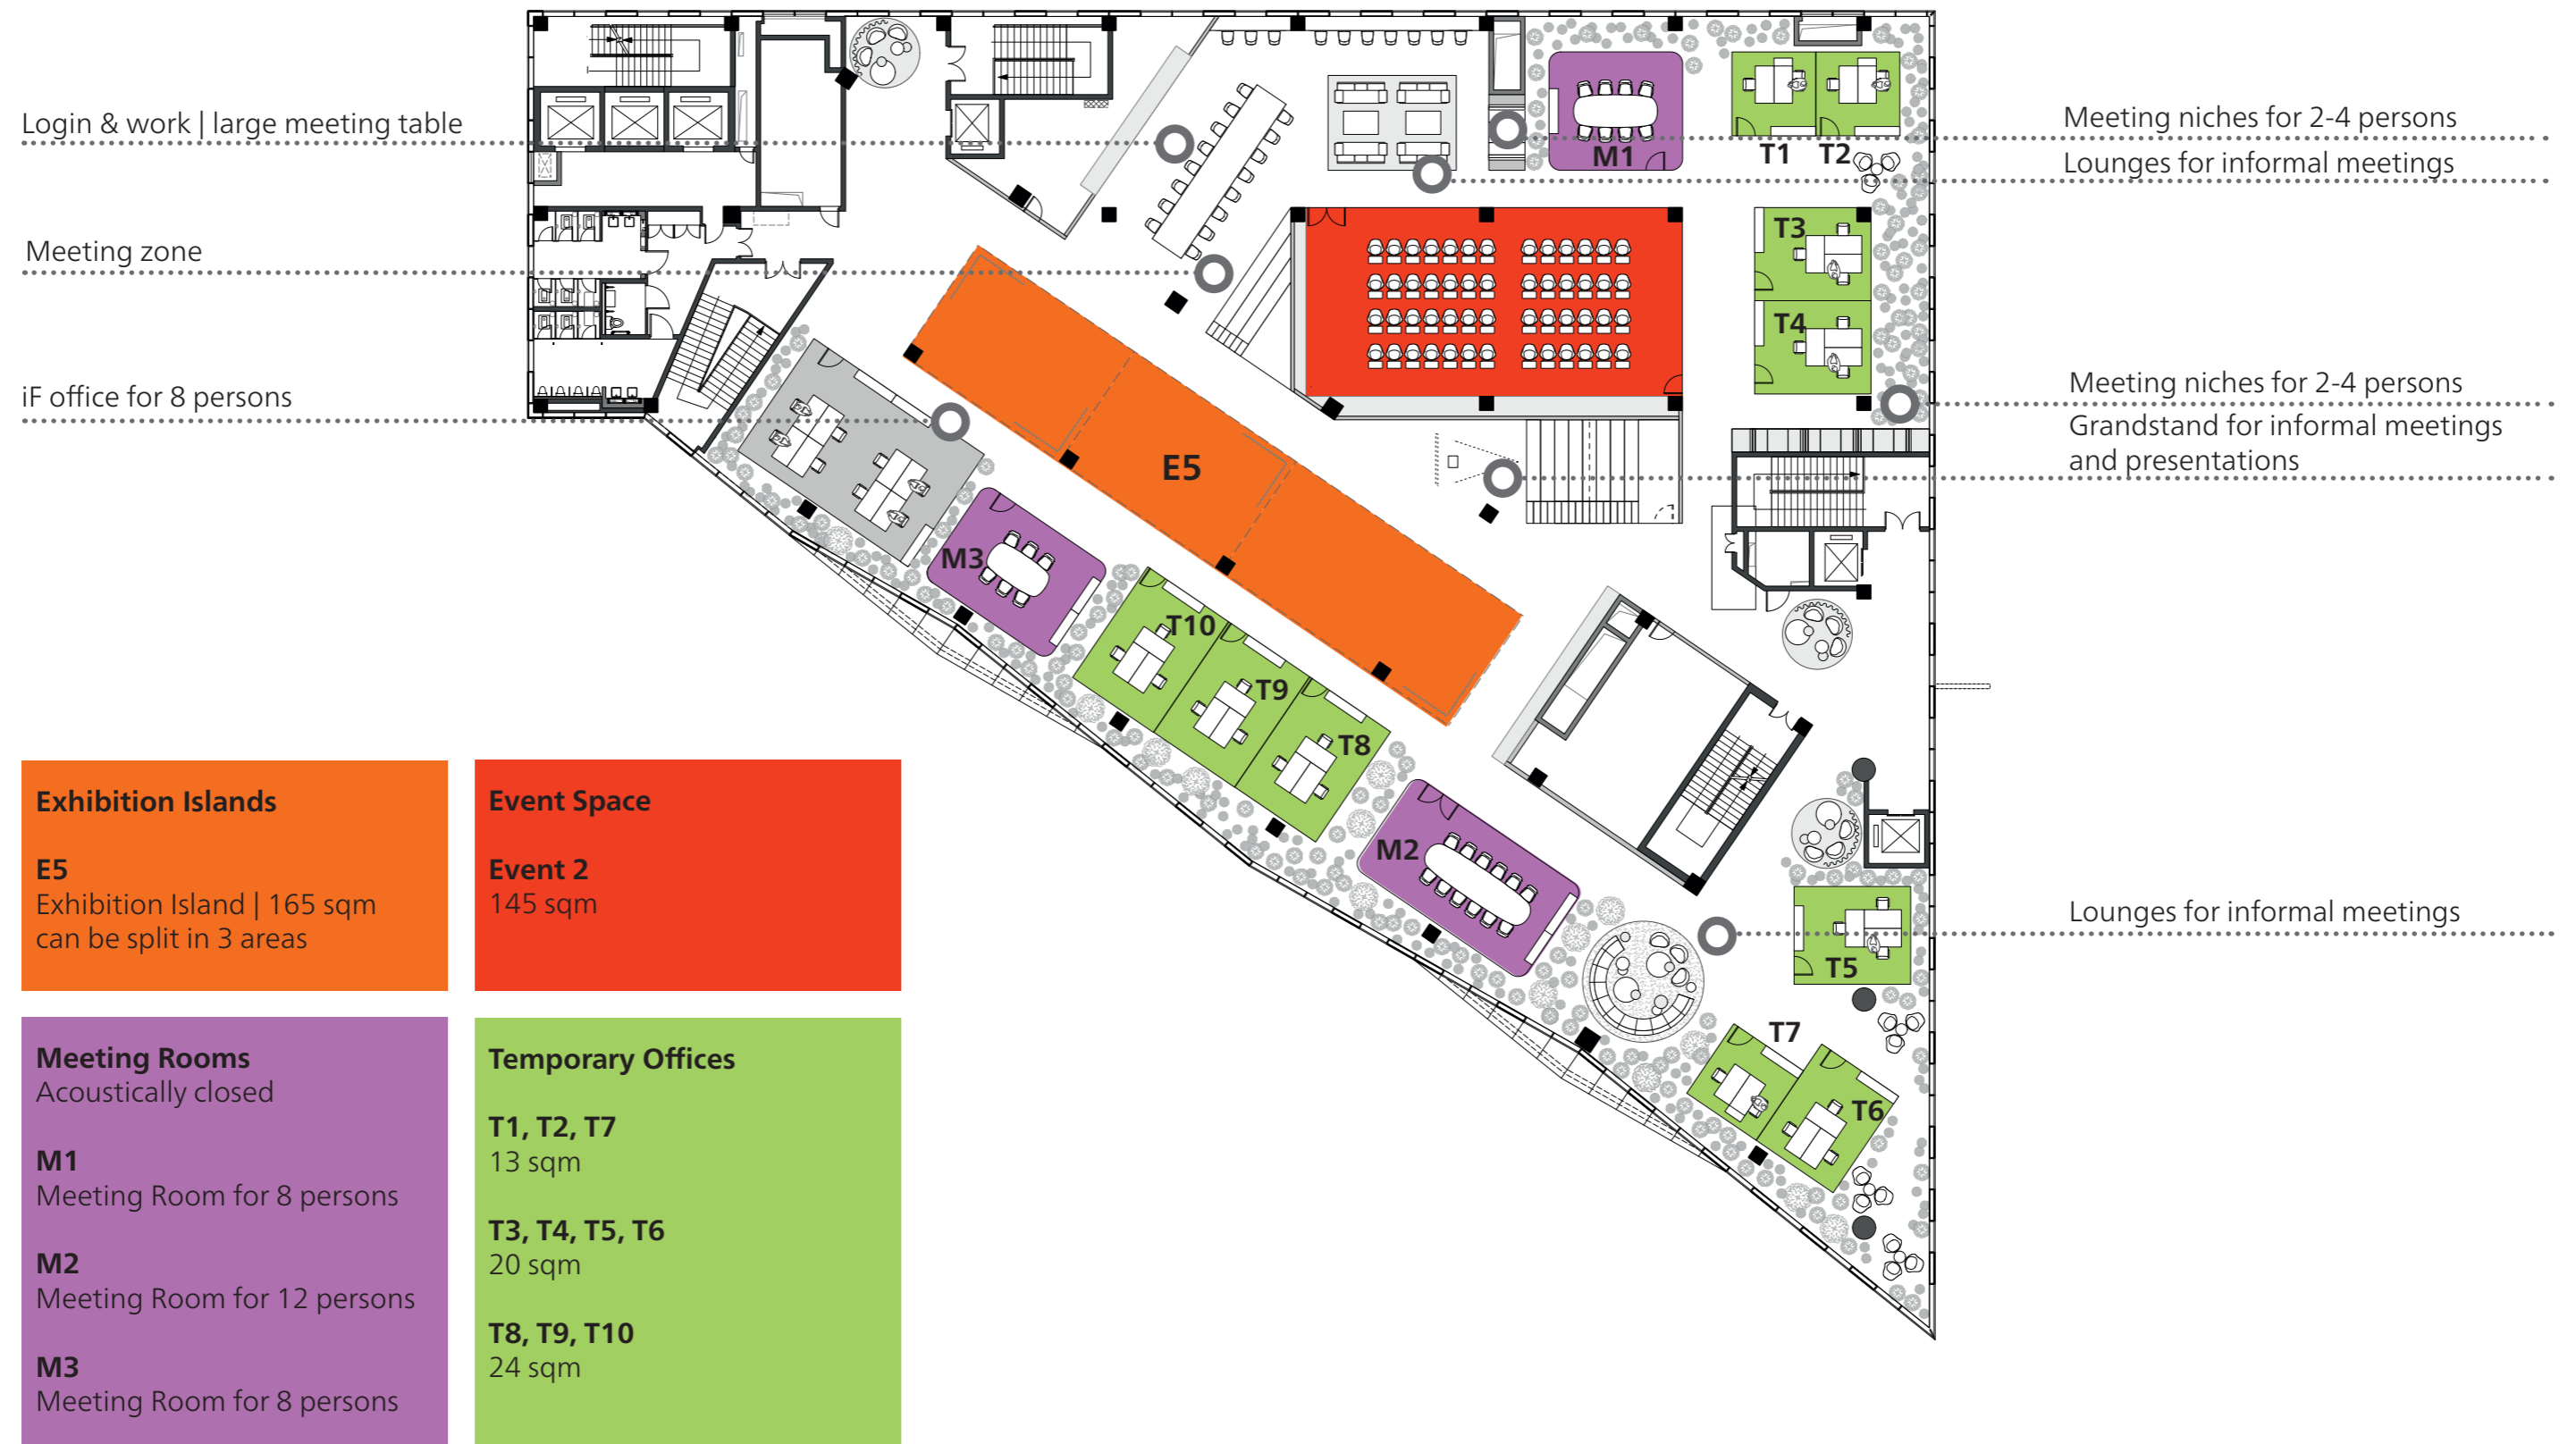 Login & work | large meeting table
Meeting zone
iF office for 8 persons
Meeting niches for 2-4 persons
Lounges for informal meetings
Meeting niches for 2-4 persons
Grandstand for informal meetings
and presentations
Lounges for informal meetings
M1
T1
T2
T3
T4
E5
M3
T10
T9
T8
M2
T5
T7
T6
Exhibition Islands
E5
Exhibition Island | 165 sqm
can be split in 3 areas
Event Space
Event 2
145 sqm
Meeting Rooms
Acoustically closed
M1
Meeting Room for 8 persons
M2
Meeting Room for 12 persons
M3
Meeting Room for 8 persons
Temporary Offices
T1, T2, T7
13 sqm
T3, T4, T5, T6
20 sqm
T8, T9, T10
24 sqm